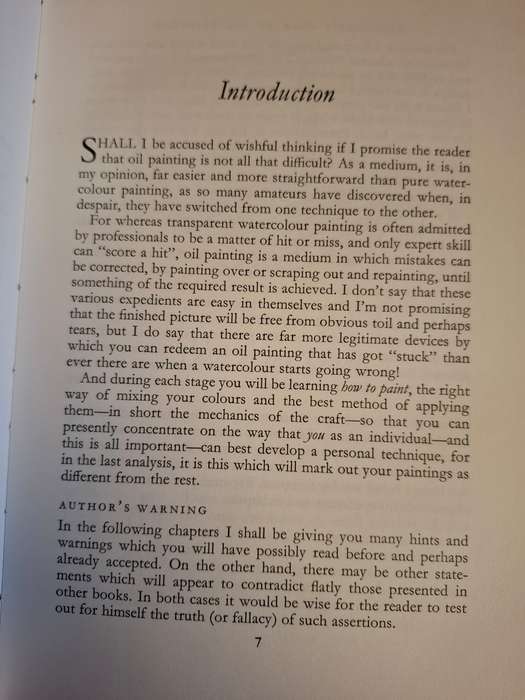 Introduction
SHALL I be accused of wishful thinking if I promise the reader
that oil painting is not all that difficult? As a medium, it is, in
my opinion, far easier and more straightforward than pure water-
colour painting, as so many amateurs have discovered when, in
despair, they have switched from one technique to the other.
For whereas transparent watercolour painting is often admitted
by professionals to be a matter of hit or miss, and only expert skill
can "score a hit", oil painting is a medium in which mistakes can
be corrected, by painting over or scraping out and repainting, until
something of the required result is achieved. I don't say that these
various expedients are easy in themselves and I'm not promising
that the finished picture will be free from obvious toil and perhaps
tears, but I do say that there are far more legitimate devices by
which you can redeem an oil painting that has got "stuck" than
ever there are when a watercolour starts going wrong!
And during each stage you will be learning how to paint, the right
way of mixing your colours and the best method of applying
them—in short the mechanics of the craft—so that you can
presently concentrate on the way that you as an individual—and
this is all important—can best develop a personal technique, for
in the last analysis, it is this which will mark out your paintings as
different from the rest.
AUTHOR'S WARNING
In the following chapters I shall be giving you many hints and
warnings which you will have possibly read before and perhaps
already accepted. On the other hand, there may be other state-
ments which will appear to contradict flatly those presented in
other books. In both cases it would be wise for the reader to test
out for himself the truth (or fallacy) of such assertions.
7